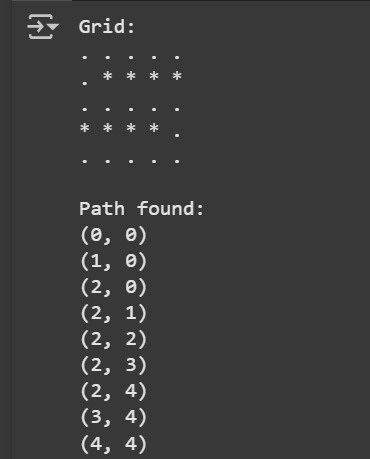 Grid:
. . . . .
. * * * *
. . . . .
* * * * .
. . . . .
Path found:
(0, 0)
(1, 0)
(2, 0)
(2, 1)
(2, 2)
(2, 3)
(2, 4)
(3, 4)
(4, 4)